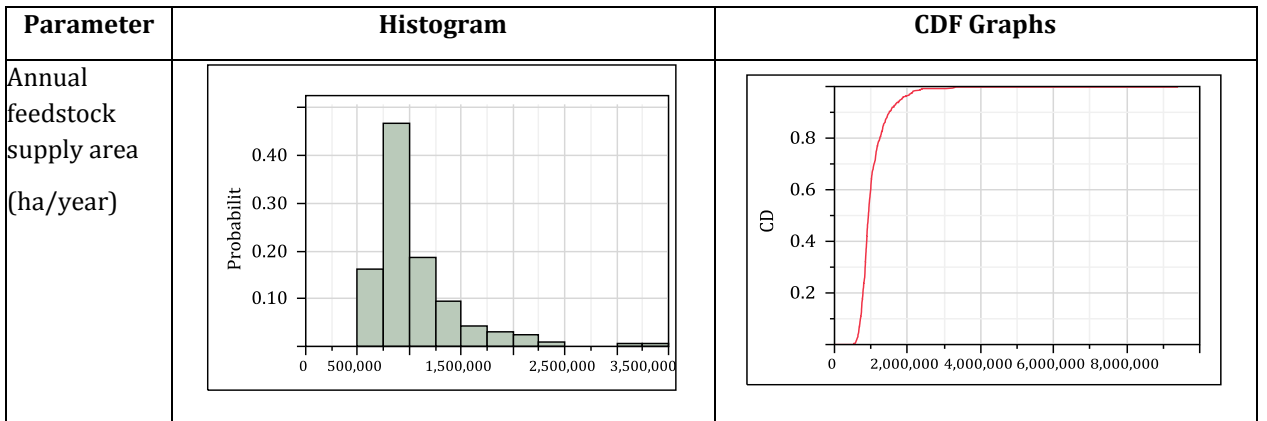 Parameter
Histogram
CDF Graphs
Annual
feedstock
supply area
(ha/year)
Probabilit
0.40
0.30
0.20
0.10
0 500,000 1,500,000 2,500,000 3,500,000
CD
0.8
0.6
0.4
0.2
0 2,000,000 4,000,000 6,000,000 8,000,000